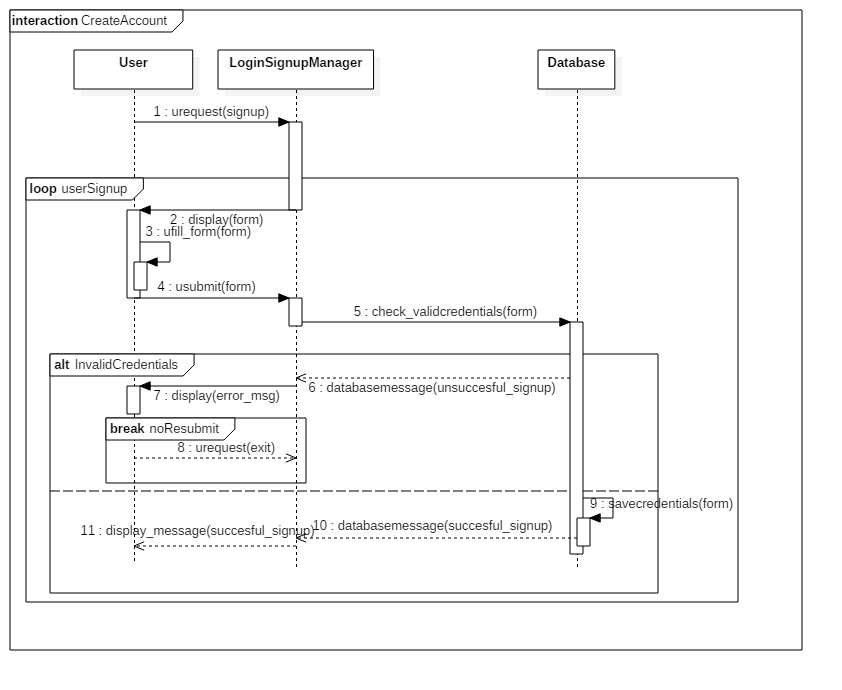 interaction CreateAccount
User
LoginSignupManager
Database
1 : urequest(signup)
loop userSignup
2 : display(form)
3 : ufill_form(form)
4 : usubmit(form)
5 : check_validcredentials(form)
alt InvalidCredentials
6 : databasemessage(unsuccesful_signup)
7 : display(error_msg)
break noResubmit
8 : urequest(exit)
9 : savecredentials(form)
10 : databasemessage(succesful_signup)
11 : display_message(succesful_signup)